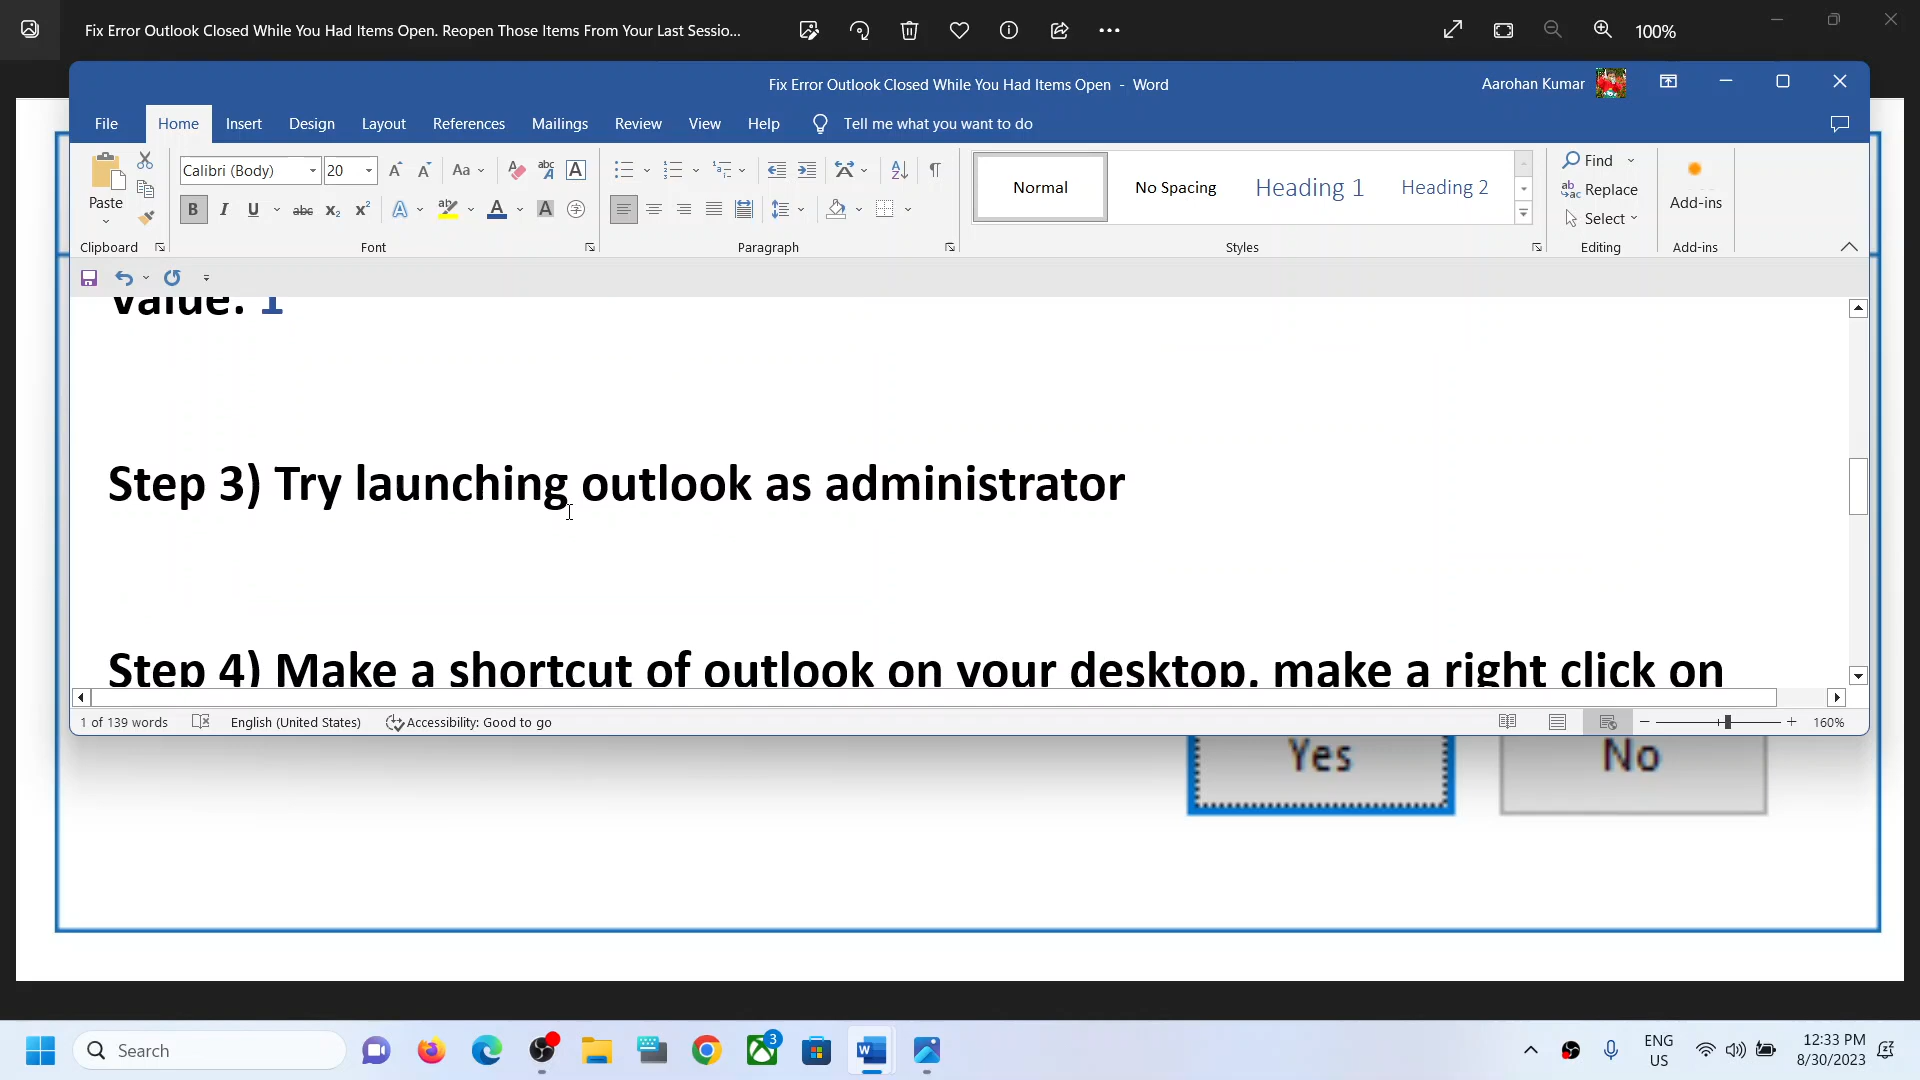 Fix Error Outlook Closed While You Had Items Open. Reopen Those Items From Your Last Sessio...
100%
Fix Error Outlook Closed While You Had Items Open - Word
Aarohan Kumar
File Home Insert Design Layout References Mailings Review View Help Tell me what you want to do
Paste
Calibri (Body) 20 Aa
Normal
No Spacing
Heading 1
Heading 2
Find
Replace
Select
Add-ins
Clipboard Font Paragraph Styles Editing Add-ins
Value: 1
Step 3) Try launching outlook as administrator
Step 4) Make a shortcut of outlook on your desktop, make a right click on
1 of 139 words English (United States) Accessibility: Good to go 160%
Yes No
Search
3
ENG
US
12:33 PM
8/30/2023